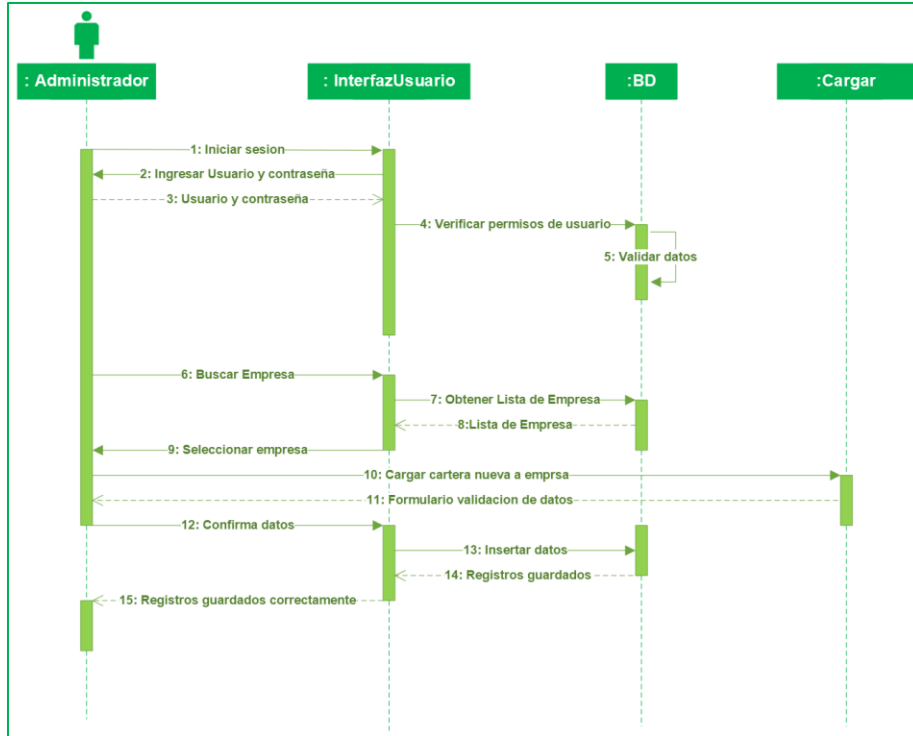 : Administrador
: InterfazUsuario
:BD
:Cargar
1: Iniciar sesion
2: Ingresar Usuario y contraseña
3: Usuario y contraseña
4: Verificar permisos de usuario
5: Validar datos
6: Buscar Empresa
7: Obtener Lista de Empresa
8:Lista de Empresa
9: Seleccionar empresa
10: Cargar cartera nueva a emprsa
11: Formulario validacion de datos
12: Confirma datos
13: Insertar datos
14: Registros guardados
15: Registros guardados correctamente